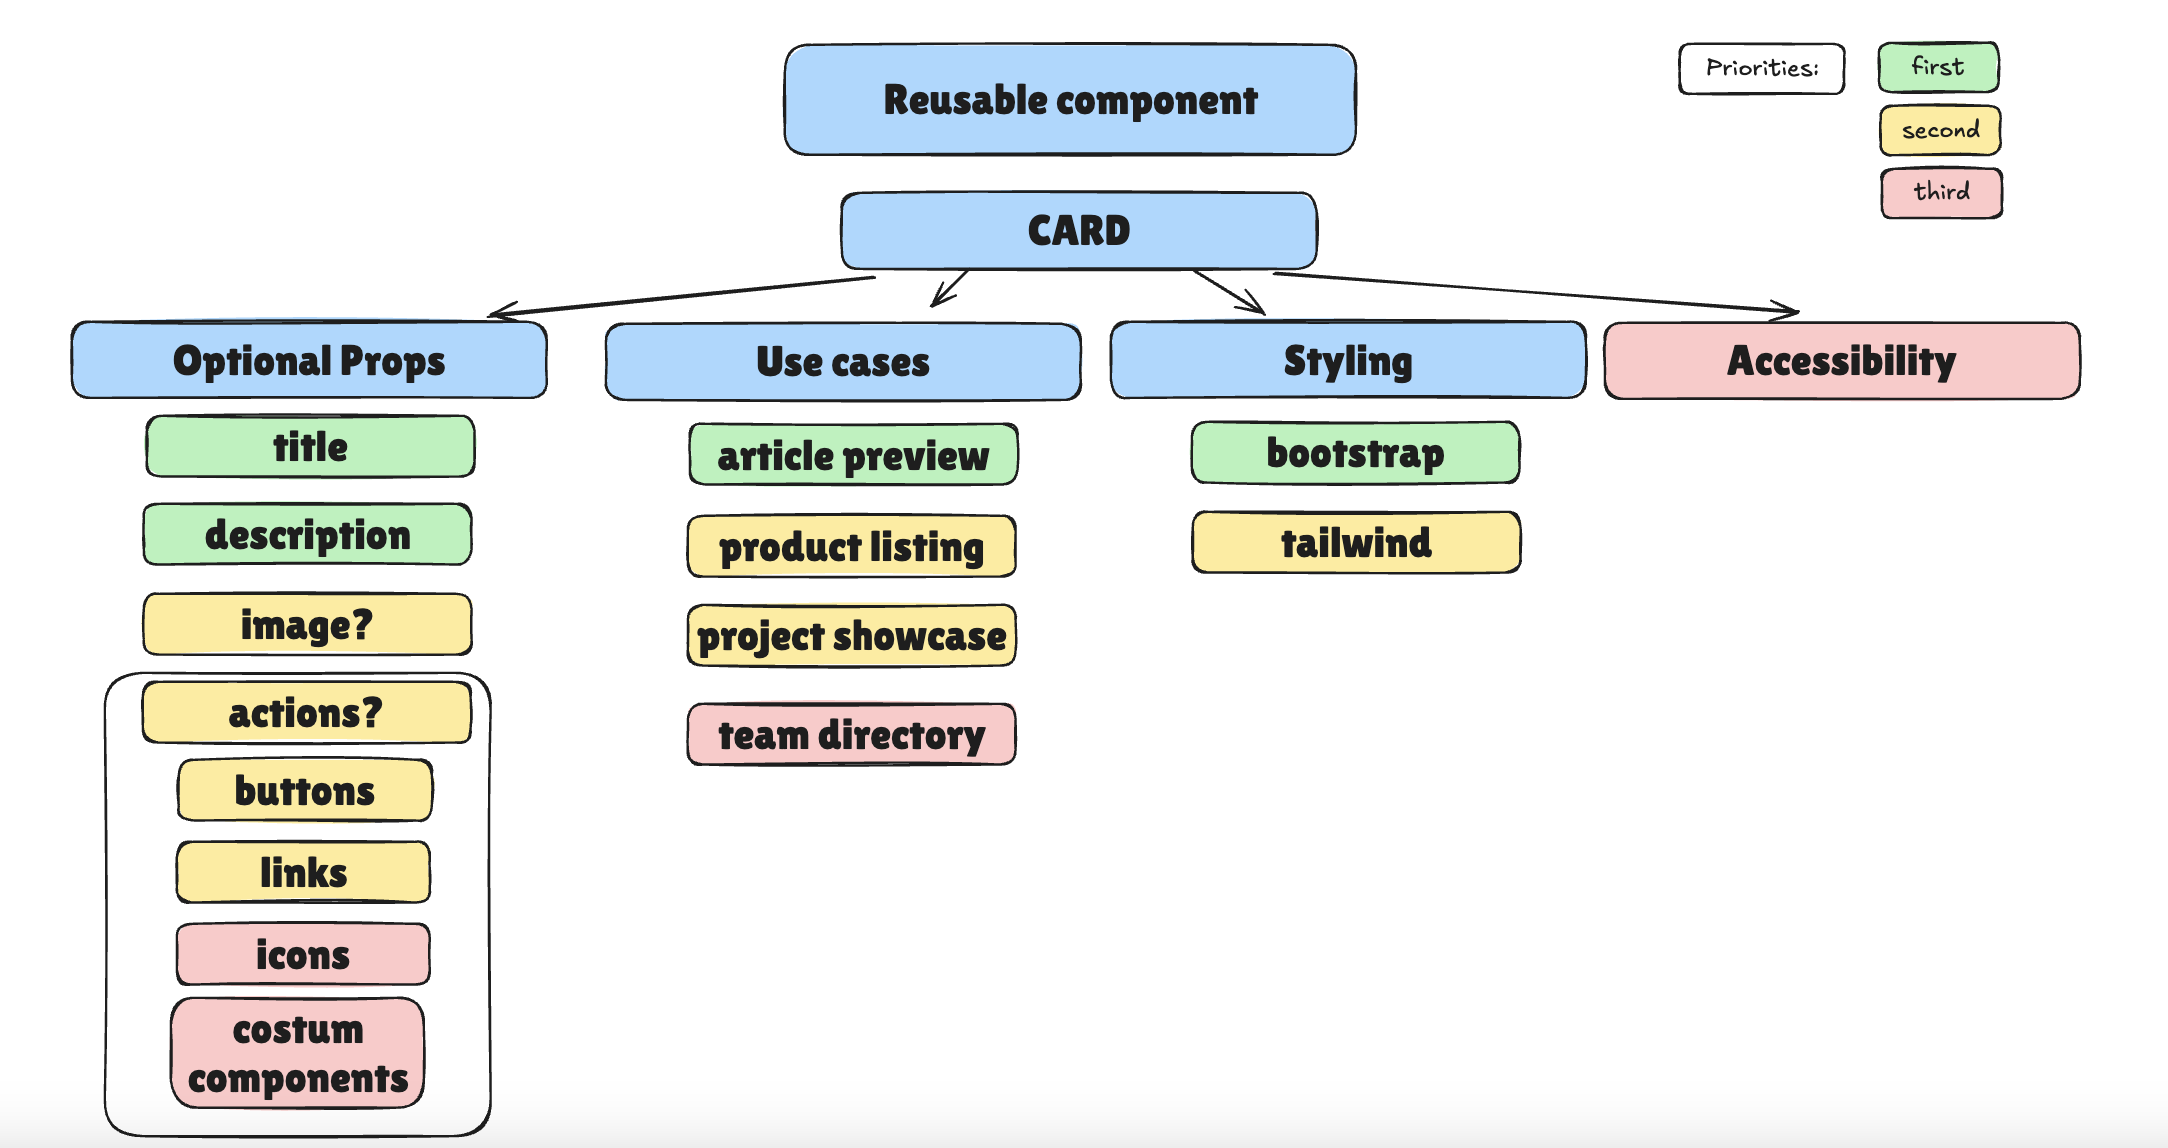 Reusable component
Priorities:
first
second
third
CARD
Optional Props
title
description
image?
actions?
buttons
links
icons
costum
components
Use cases
article preview
product listing
project showcase
team directory
Styling
bootstrap
tailwind
Accessibility